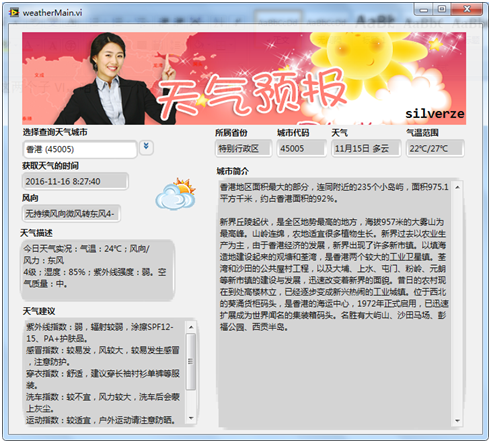 weatherMain.vi
天气预报
silverze
选择查询天气城市
香港 (45005)
所属省份
城市代码
天气
气温范围
特别行政区
45005
11月15日 多云
22℃/27℃
获取天气的时间
2016-11-16 8:27:40
风向
无持续风向微风转东风4-
天气描述
今日天气实况：气温：24℃；风向/
风力：东风
4级；湿度：85%；紫外线强度：弱。空
气质量：中。
天气建议
紫外线指数：弱，辐射较弱，涂擦SPF12-
15、PA+护肤品。
感冒指数：较易发，风较大，较易发生感冒
，注意防护。
穿衣指数：舒适，建议穿长袖衬衫单裤等服
装。
洗车指数：较不宜，风力较大，洗车后会蒙
上灰尘。
运动指数：较适宜，户外运动请注意防晒。
城市简介
香港地区面积最大的部分，连同附近的235个小岛屿，面积975.1
平方千米，约占香港面积的92%。
新界丘陵起伏，是全区地势最高的地方，海拔957米的大雾山为
最高峰。山岭连绵，农地适宜很多植物生长。新界过去以农业生
产为主，由于香港经济的发展，新界出现了许多新市镇。以填海
造地建设起来的观塘和荃湾，是香港两个较大的工业卫星镇。荃
湾和沙田的公共屋村工程，以及大埔、上水、屯门、粉岭、元朗
等新市镇的建设与发展，迅速改变着新界的面貌。昔日的农村现
在到处高楼林立，已经逐步变成新兴热闹的工业城镇。位于西北
的葵涌货柜码头，是香港的海运中心，1972年正式启用，已迅速
扩展成为世界闻名的集装箱码头。名胜有大屿山、沙田马场、彭
福公园、西贡半岛。